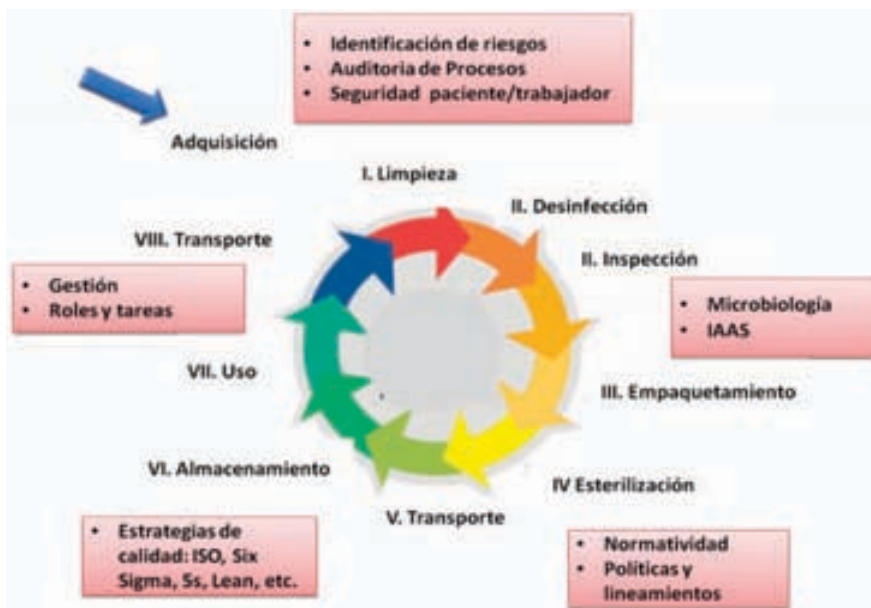 • Identificación de riesgos
• Auditoria de Procesos
• Seguridad paciente/trabajador
Adquisición
I. Limpieza
II. Desinfección
II. Inspección
VIII. Transporte
• Gestión
• Roles y tareas
• Microbiología
• IAAS
VII. Uso
III. Empaquetamiento
VI. Almacenamiento
IV Esterilización
V. Transporte
• Estrategias de
calidad: ISO, Six
Sigma, 5s, Lean, etc.
• Normatividad
• Políticas y
lineamientos